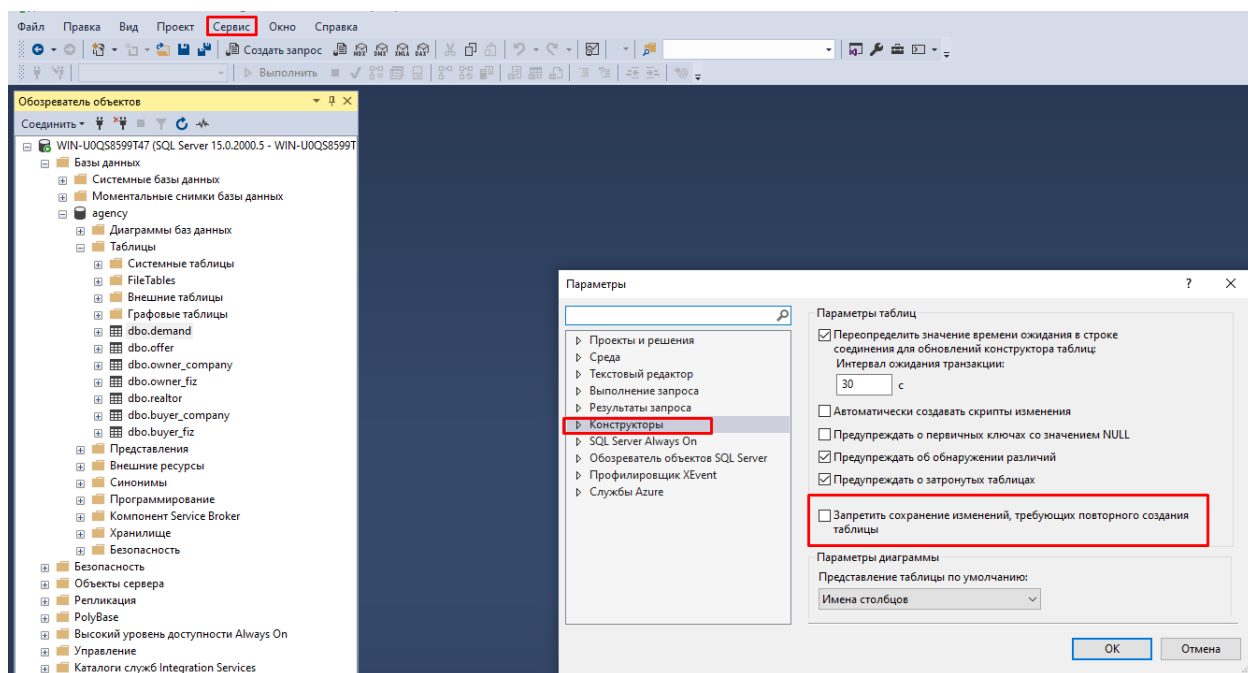 Файл Правка Вид Проект Сервис Окно Справка
Создать запрос MDX DMX XMLA DAX
Выполнить
Обозреватель объектов
Соединить
WIN-U0QS8599T47 (SQL Server 15.0.2000.5 - WIN-U0QS8599T
Базы данных
Системные базы данных
Моментальные снимки базы данных
agency
Диаграммы баз данных
Таблицы
Системные таблицы
FileTables
Внешние таблицы
Графовые таблицы
dbo.demand
dbo.offer
dbo.owner_company
dbo.owner_fiz
dbo.realtor
dbo.buyer_company
dbo.buyer_fiz
Представления
Внешние ресурсы
Синонимы
Программирование
Компонент Service Broker
Хранилище
Безопасность
Безопасность
Объекты сервера
Репликация
PolyBase
Высокий уровень доступности Always On
Управление
Каталоги служб Integration Services
Параметры
?
Проекты и решения
Среда
Текстовый редактор
Выполнение запроса
Результаты запроса
Конструкторы
SQL Server Always On
Обозреватель объектов SQL Server
Профилировщик XEvent
Службы Azure
Параметры таблиц
Переопределить значение времени ожидания в строке
соединения для обновлений конструктора таблиц:
Интервал ожидания транзакции:
30 с
Автоматически создавать скрипты изменения
Предупреждать о первичных ключах со значением NULL
Предупреждать об обнаружении различий
Предупреждать о затронутых таблицах
Запретить сохранение изменений, требующих повторного создания
таблицы
Параметры диаграммы
Представление таблицы по умолчанию:
Имена столбцов
OK Отмена